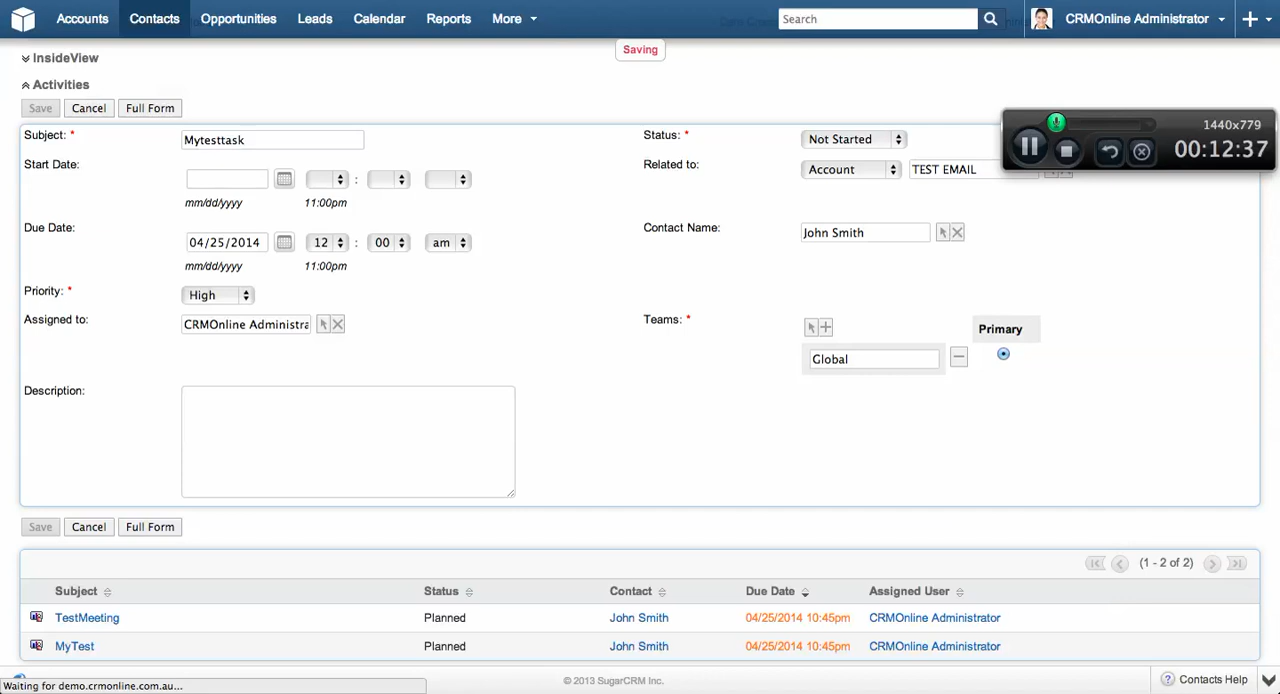 Accounts Contacts Opportunities Leads Calendar Reports More Search CRMOnline Administrator
Saving
InsideView
Activities
Save Cancel Full Form
1440x779
00:12:37
Subject: * Mytesttask Status: * Not Started
Start Date: : Related to: Account TEST EMAIL
mm/dd/yyyy 11:00pm
Due Date: 04/25/2014 12 : 00 am Contact Name: John Smith
mm/dd/yyyy 11:00pm
Priority: * High
Assigned to: CRMOnline Administra Teams: * Primary
Global
Description:
Save Cancel Full Form
(1 - 2 of 2)
Subject Status Contact Due Date Assigned User
TestMeeting Planned John Smith 04/25/2014 10:45pm CRMOnline Administrator
MyTest Planned John Smith 04/25/2014 10:45pm CRMOnline Administrator
Waiting for demo.crmonline.com.au... © 2013 SugarCRM Inc. ? Contacts Help